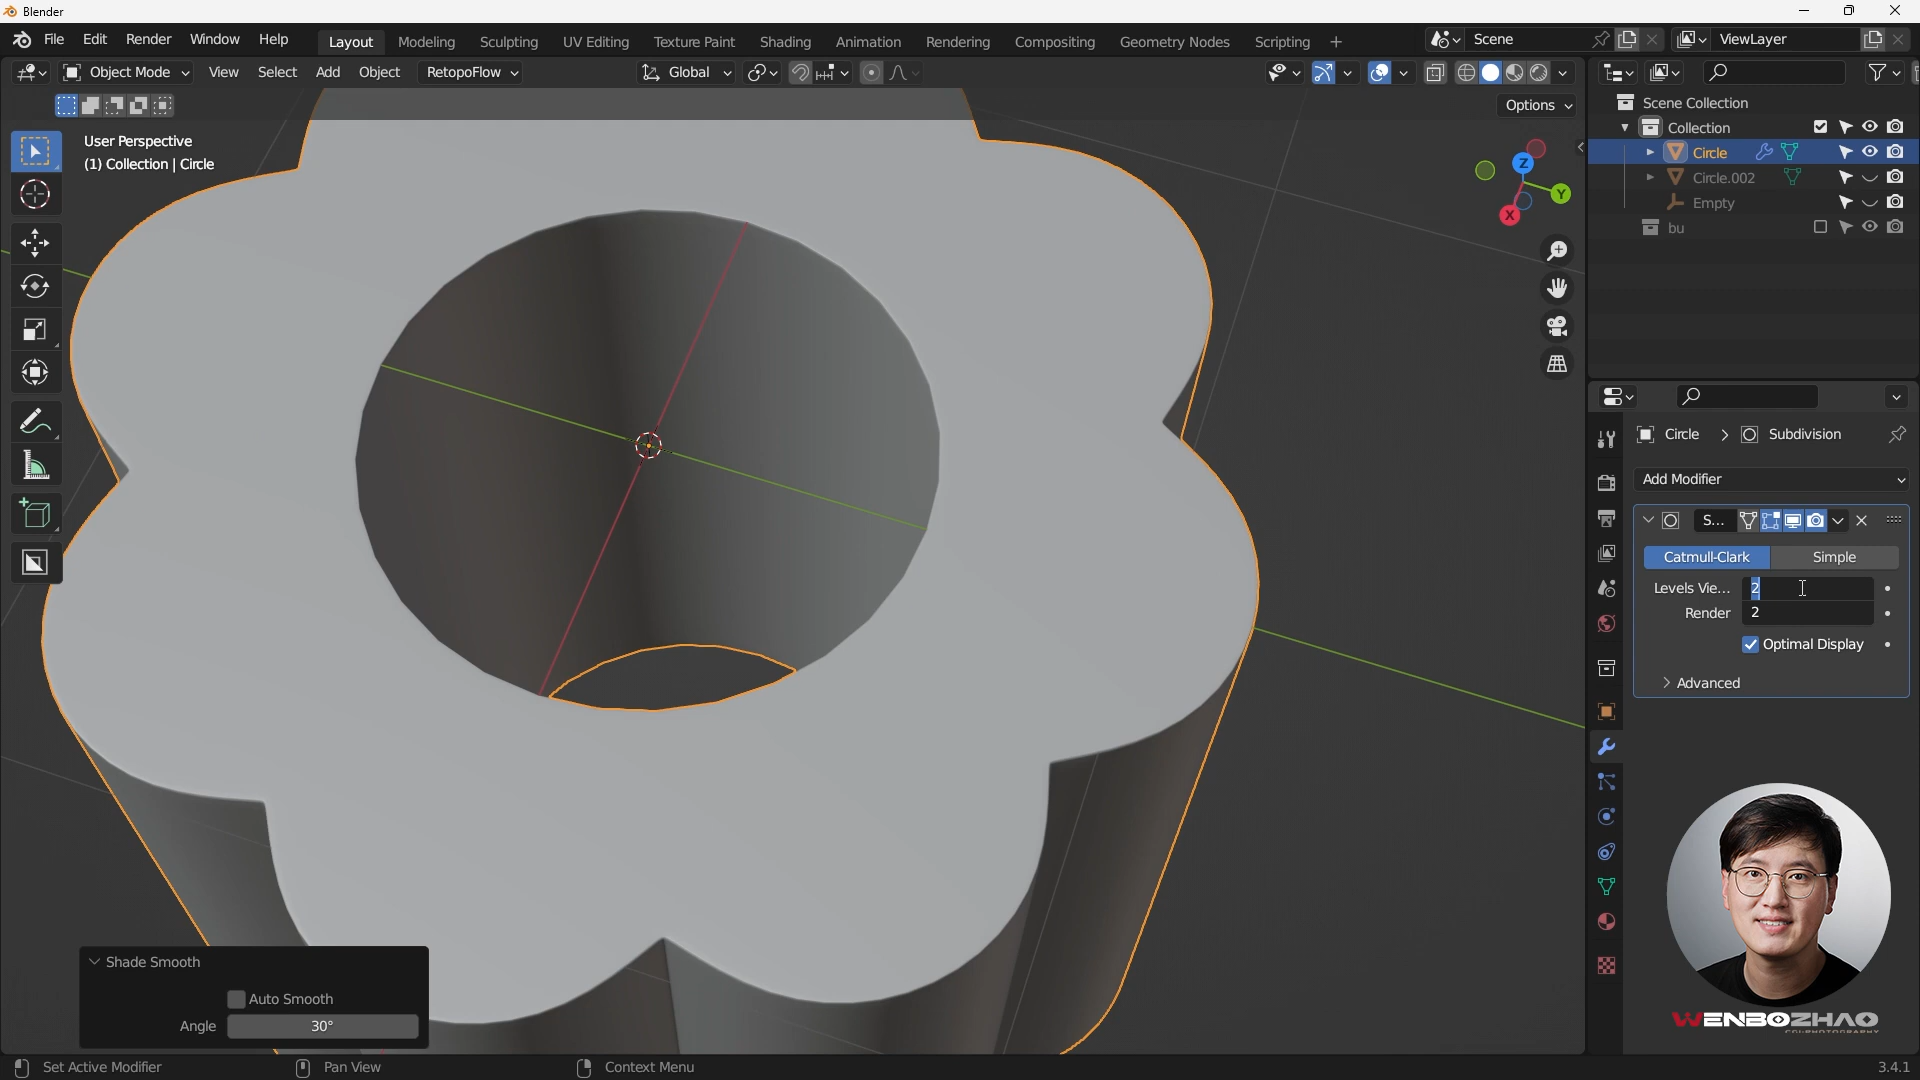 Blender
File Edit Render Window Help Layout Modeling Sculpting UV Editing Texture Paint Shading Animation Rendering Compositing Geometry Nodes Scripting + Scene ViewLayer
Object Mode View Select Add Object RetopoFlow Global
Options
User Perspective
(1) Collection | Circle
Z
Y
X
Scene Collection
Collection
Circle
Circle.002
Empty
bu
Circle > Subdivision
Add Modifier
S...
Catmull-Clark Simple
Levels Vie... 2
Render 2
Optimal Display
Advanced
Shade Smooth
Auto Smooth
Angle 30°
WENBOZHAO
Set Active Modifier Pan View Context Menu 3.4.1